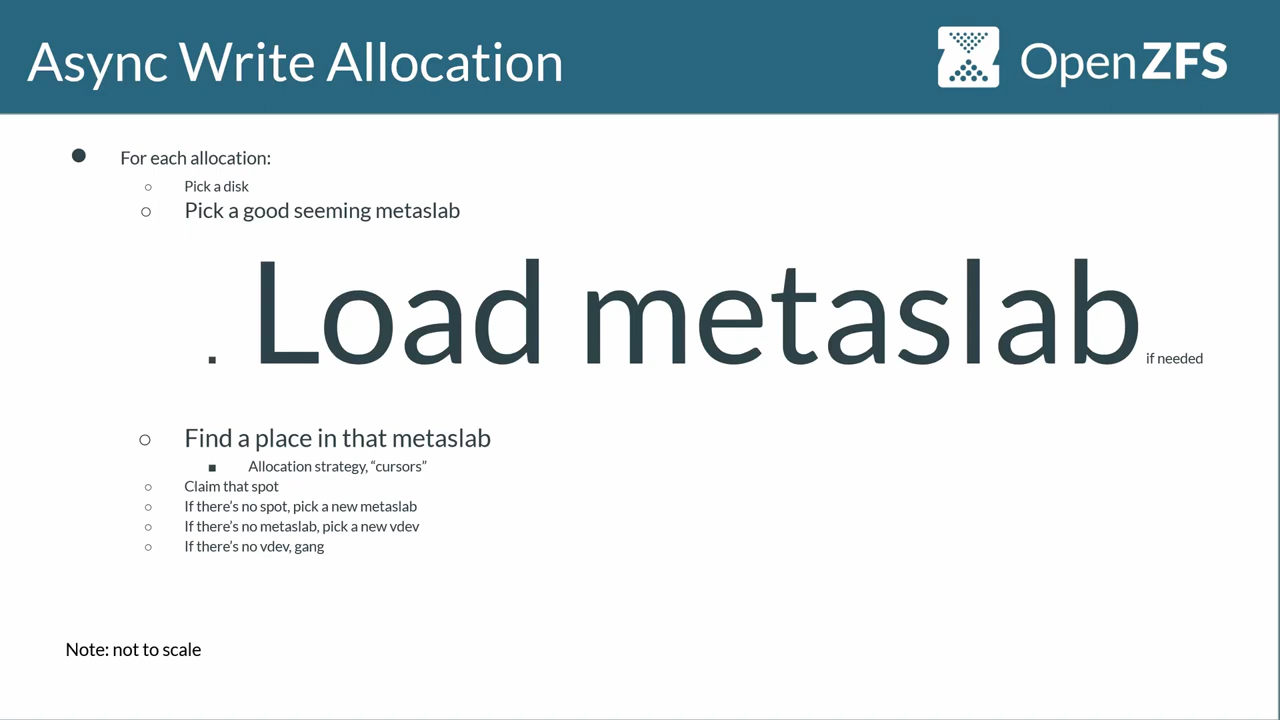 Async Write Allocation
OpenZFS
● For each allocation:
○ Pick a disk
○ Pick a good seeming metaslab
■ Load metaslab if needed
○ Find a place in that metaslab
■ Allocation strategy, “cursors”
○ Claim that spot
○ If there’s no spot, pick a new metaslab
○ If there’s no metaslab, pick a new vdev
○ If there’s no vdev, gang
Note: not to scale